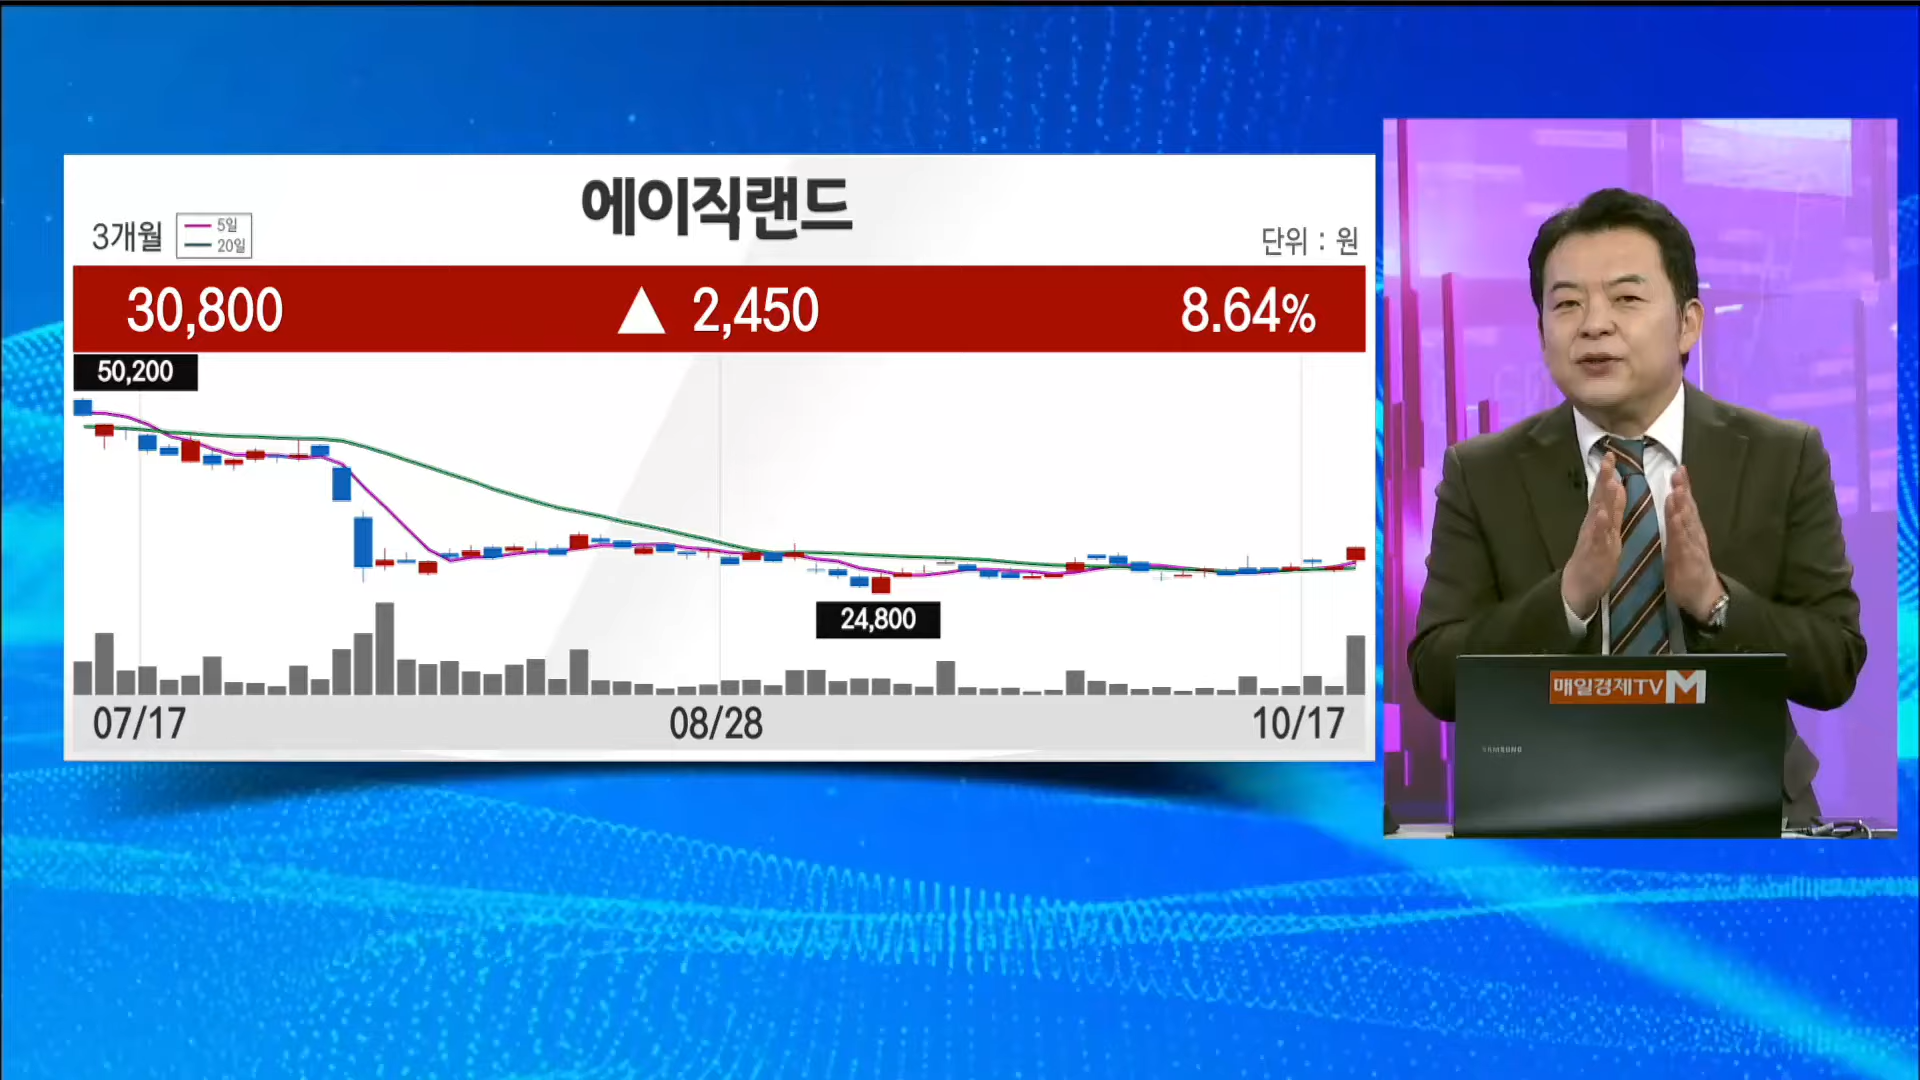 에이직랜드
3개월
5일
20일
단위 : 원
30,800 ▲ 2,450 8.64%
50,200
24,800
07/17 08/28 10/17
매일경제TV M
SAMSUNG